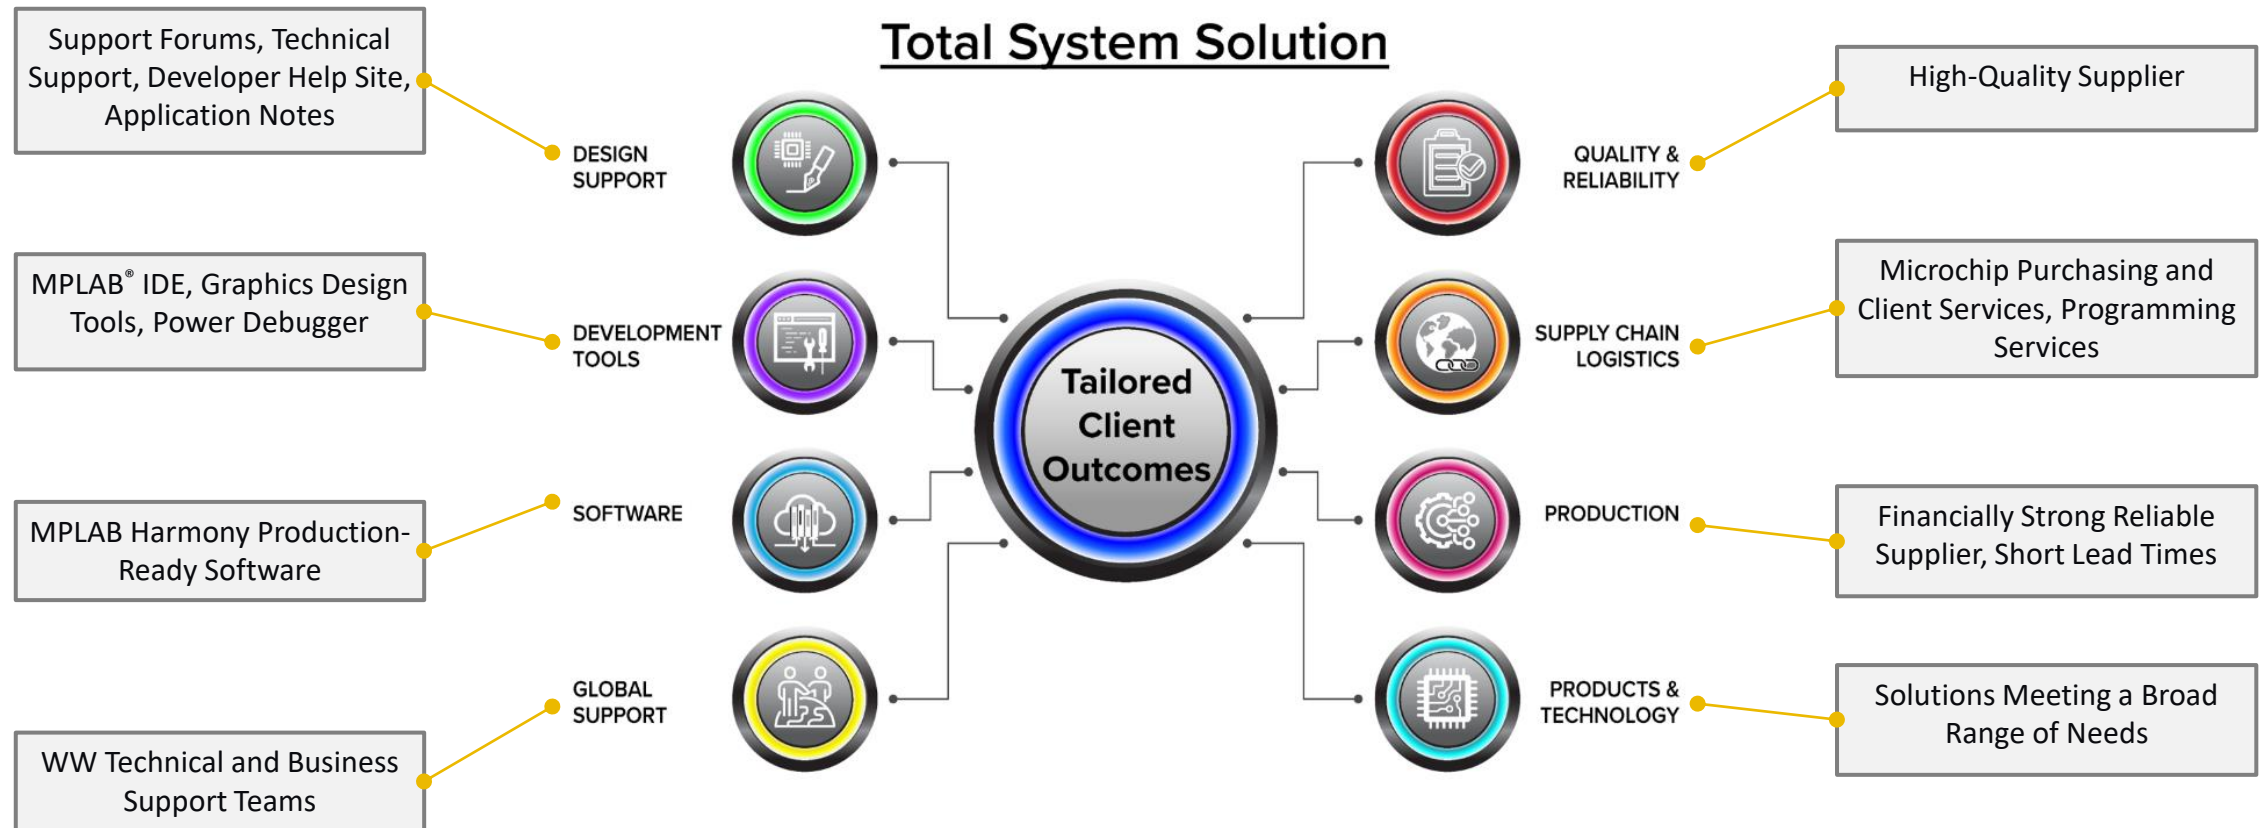 Total System Solution
Support Forums, Technical
Support, Developer Help Site,
Application Notes
DESIGN
SUPPORT
MPLAB® IDE, Graphics Design
Tools, Power Debugger
DEVELOPMENT
TOOLS
MPLAB Harmony Production-
Ready Software
SOFTWARE
WW Technical and Business
Support Teams
GLOBAL
SUPPORT
Tailored
Client
Outcomes
QUALITY &
RELIABILITY
High-Quality Supplier
SUPPLY CHAIN
LOGISTICS
Microchip Purchasing and
Client Services, Programming
Services
PRODUCTION
Financially Strong Reliable
Supplier, Short Lead Times
PRODUCTS &
TECHNOLOGY
Solutions Meeting a Broad
Range of Needs